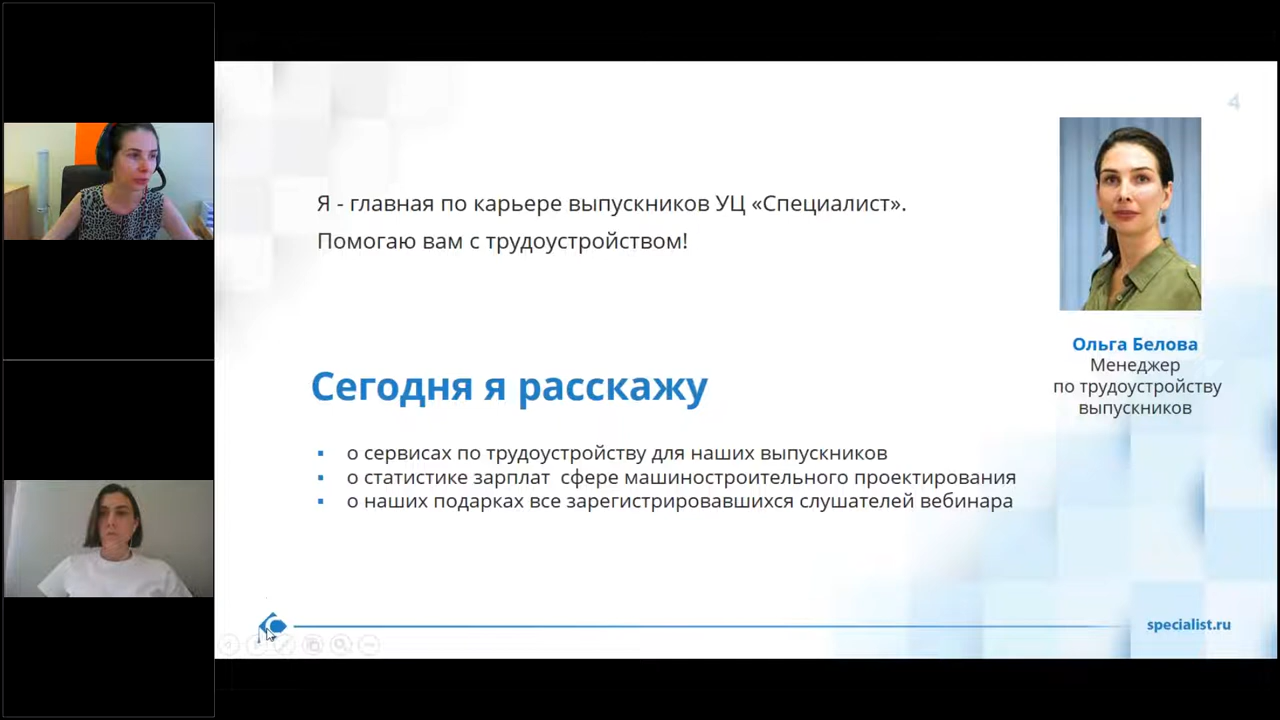 4
Я - главная по карьере выпускников УЦ «Специалист».
Помогаю вам с трудоустройством!
Ольга Белова
Менеджер
по трудоустройству
выпускников
Сегодня я расскажу
▪ о сервисах по трудоустройству для наших выпускников
▪ о статистике зарплат сфере машиностроительного проектирования
▪ о наших подарках все зарегистрировавшихся слушателей вебинара
specialist.ru